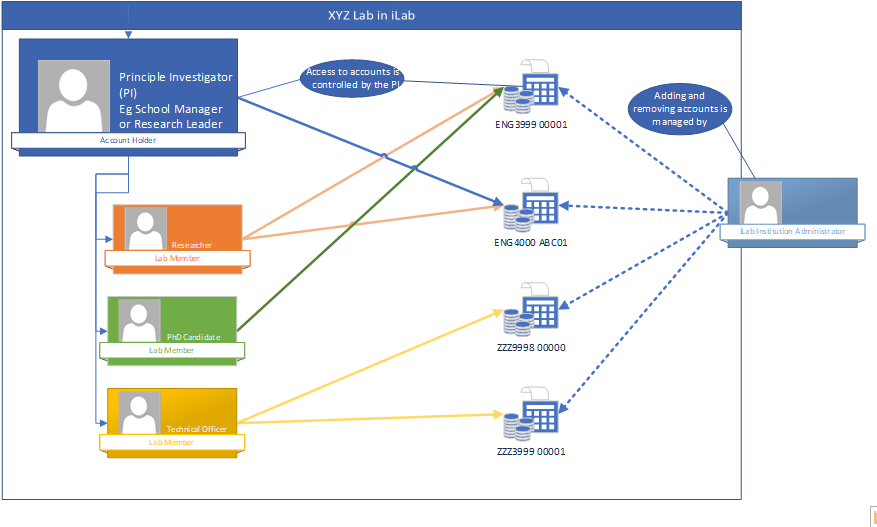 XYZ Lab in iLab
Principle Investigator
(PI)
Eg School Manager
or Research Leader
Account Holder
Access to accounts is
controlled by the PI
ENG3999 00001
Adding and
removing accounts is
managed by
ENG4000 ABC01
iLab Institution Administrator
Researcher
Lab Member
PhD Candidate
Lab Member
ZZZ9998 00000
Technical Officer
Lab Member
ZZZ3999 00001